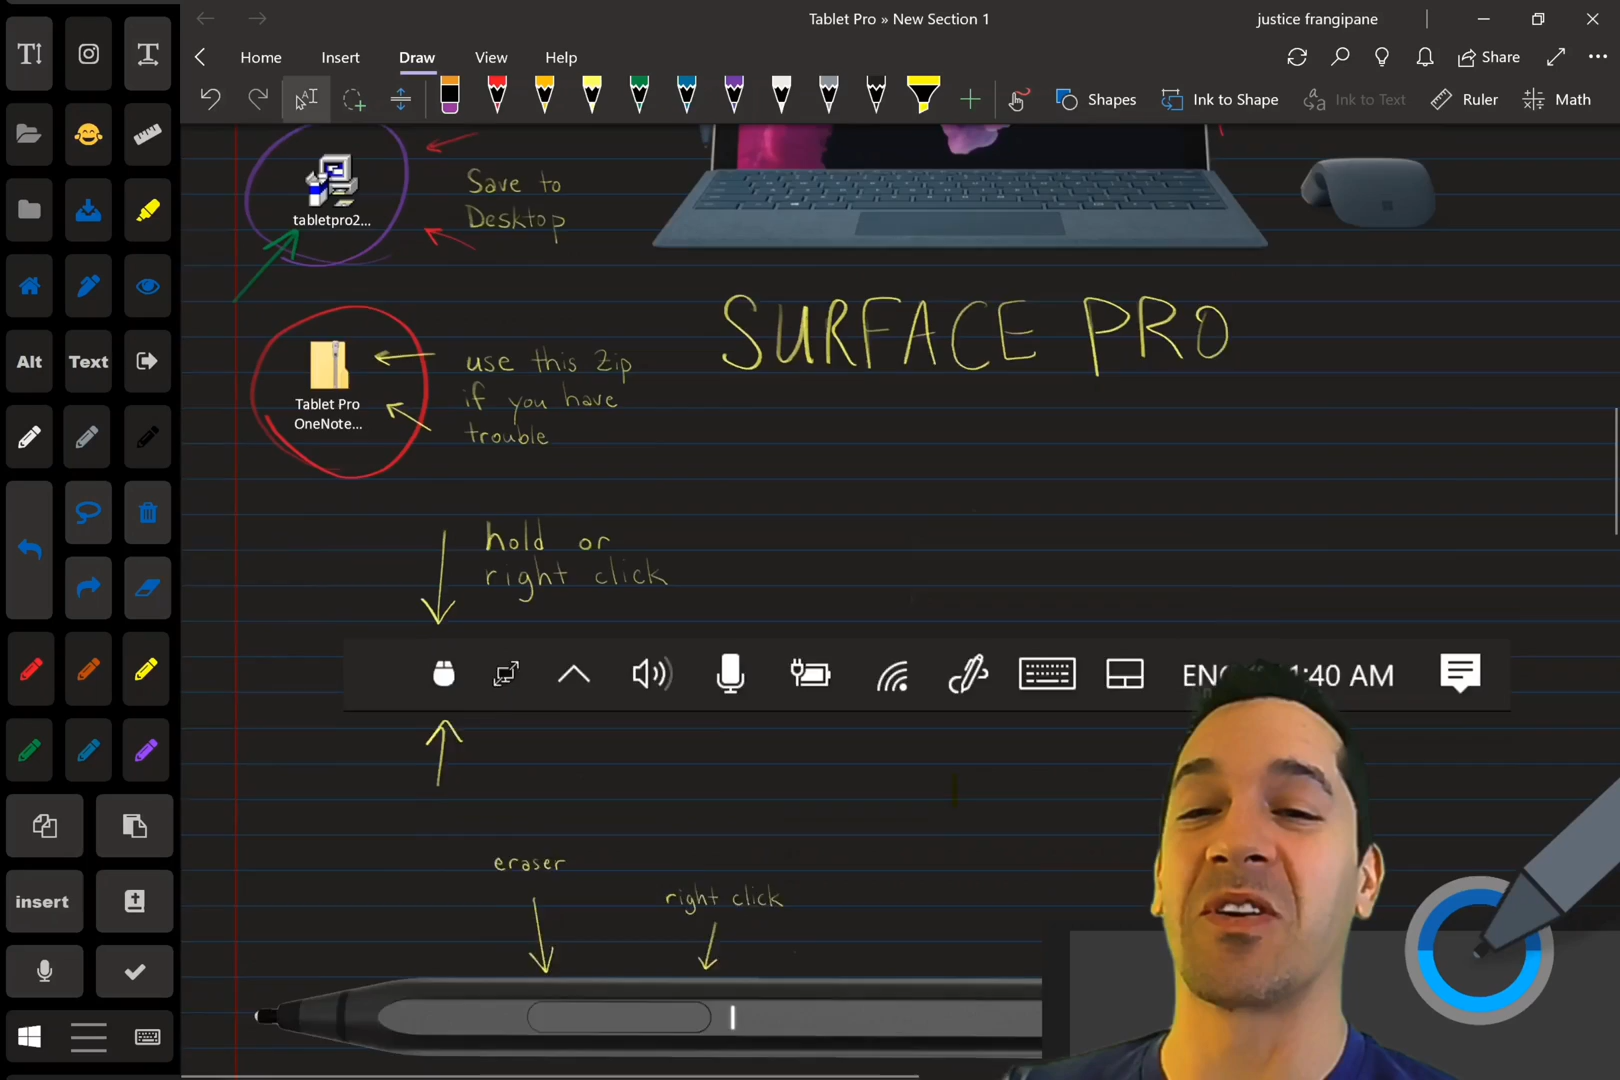 Tablet Pro » New Section 1
justice frangipane
Home Insert Draw View Help
Share
Shapes
Ink to Shape
Ink to Text
Ruler
Math
Alt
Text
insert
tabletpro2...
Save to
Desktop
Tablet Pro
OneNote...
use this zip
if you have
trouble
SURFACE PRO
hold or
right click
ENG :40 AM
eraser
right click